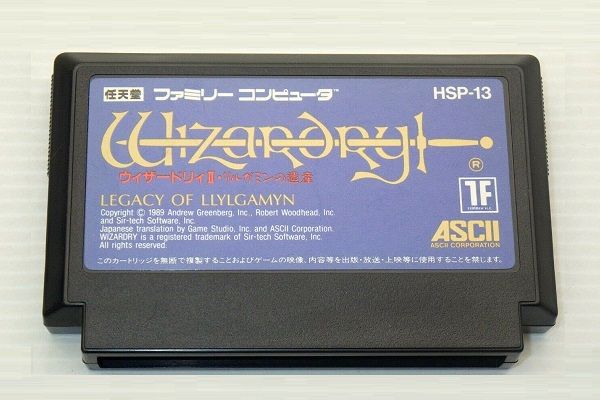 任天堂 ファミリー コンピュータ™ HSP-13
Wizardry ®
ウィザードリィII・リルガミンの遺産
LEGACY OF LLYLGAMYN
Copyright © 1989 Andrew Greenberg, Inc., Robert Woodhead, Inc.
and Sir-tech Software, Inc.
Japanese translation by Game Studio, Inc. and ASCII Corporation.
WIZARDRY is a registered trademark of Sir-tech Software, Inc.
All rights reserved.
ASCII
ASCII CORPORATION
このカートリッジを無断で複製することおよびゲームの映像、内容等を出版・放送・上映等に使用することを禁じます。